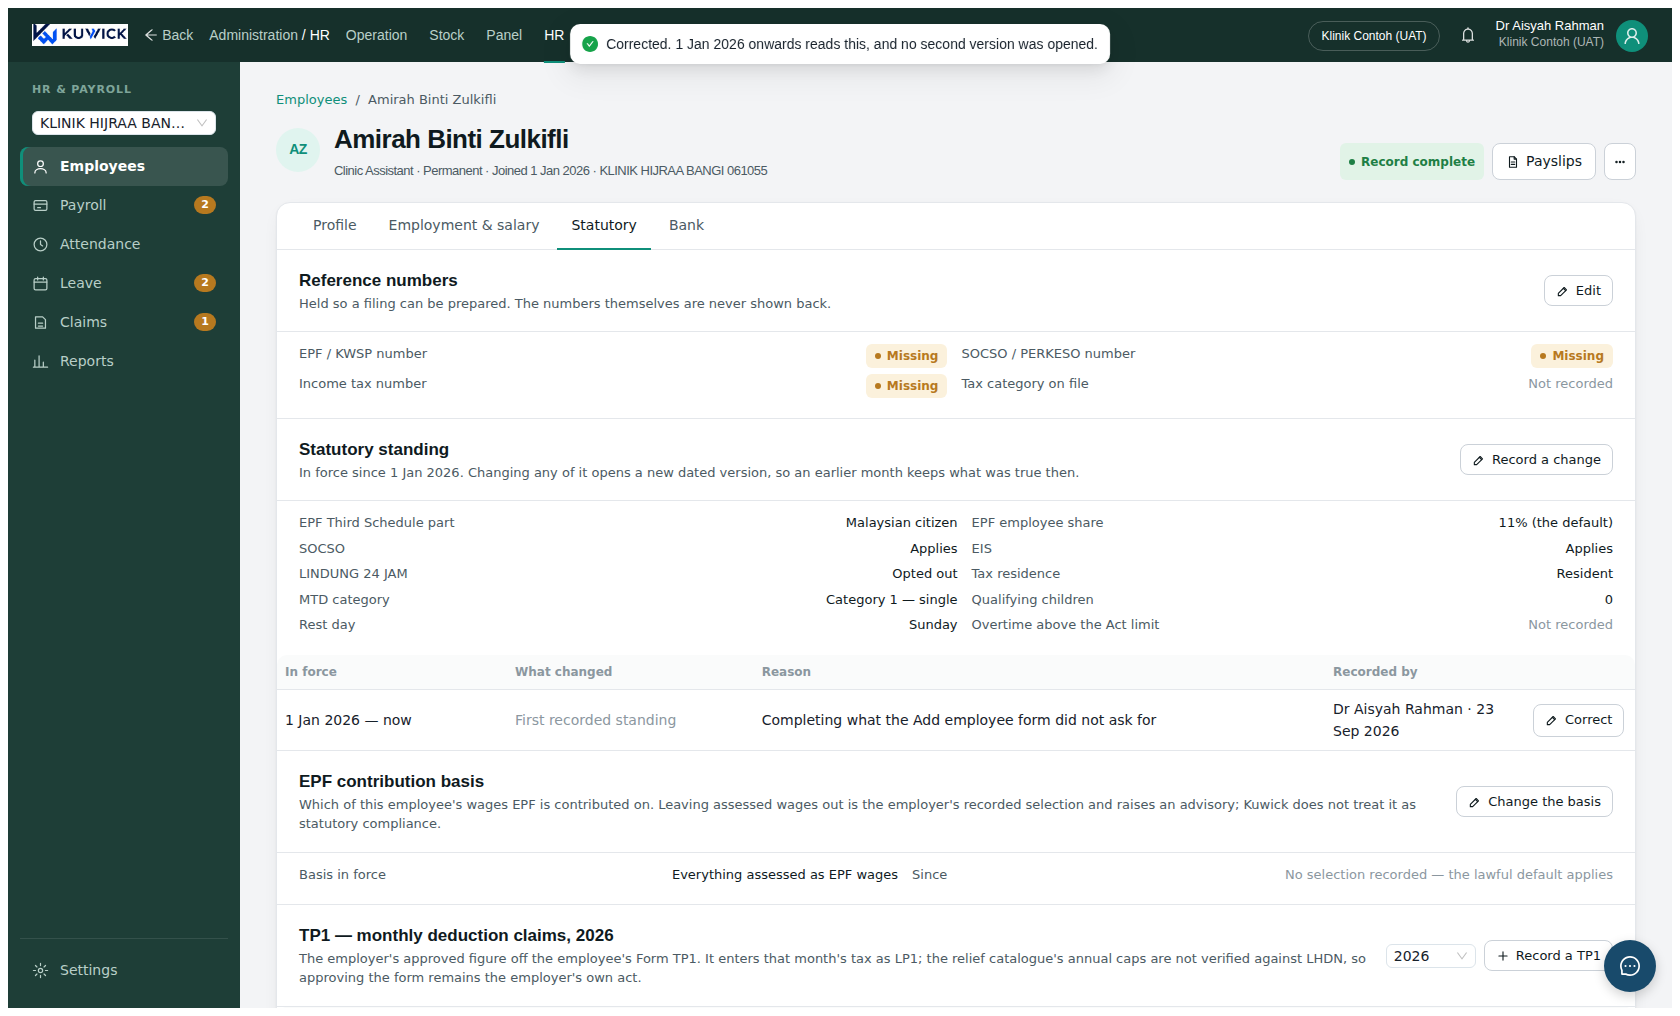 KUVVICK
Back
Administration / HR
Operation
Stock
Panel
HR
Corrected. 1 Jan 2026 onwards reads this, and no second version was opened.
Klinik Contoh (UAT)
Dr Aisyah Rahman
Klinik Contoh (UAT)
HR & PAYROLL
KLINIK HIJRAA BAN...
Employees
Payroll 2
Attendance
Leave 2
Claims 1
Reports
Settings
Employees / Amirah Binti Zulkifli
AZ
Amirah Binti Zulkifli
Clinic Assistant · Permanent · Joined 1 Jan 2026 · KLINIK HIJRAA BANGI 061055
Record complete
Payslips
Profile
Employment & salary
Statutory
Bank
Reference numbers
Held so a filing can be prepared. The numbers themselves are never shown back.
Edit
EPF / KWSP number Missing
SOCSO / PERKESO number Missing
Income tax number Missing
Tax category on file Not recorded
Statutory standing
In force since 1 Jan 2026. Changing any of it opens a new dated version, so an earlier month keeps what was true then.
Record a change
EPF Third Schedule part Malaysian citizen
EPF employee share 11% (the default)
SOCSO Applies
EIS Applies
LINDUNG 24 JAM Opted out
Tax residence Resident
MTD category Category 1 — single
Qualifying children 0
Rest day Sunday
Overtime above the Act limit Not recorded
In force What changed Reason Recorded by
1 Jan 2026 — now First recorded standing Completing what the Add employee form did not ask for
Dr Aisyah Rahman · 23
Sep 2026
Correct
EPF contribution basis
Which of this employee's wages EPF is contributed on. Leaving assessed wages out is the employer's recorded selection and raises an advisory; Kuwick does not treat it as
statutory compliance.
Change the basis
Basis in force Everything assessed as EPF wages
Since No selection recorded — the lawful default applies
TP1 — monthly deduction claims, 2026
The employer's approved figure off the employee's Form TP1. It enters that month's tax as LP1; the relief catalogue's annual caps are not verified against LHDN, so
approving the form remains the employer's own act.
2026
Record a TP1